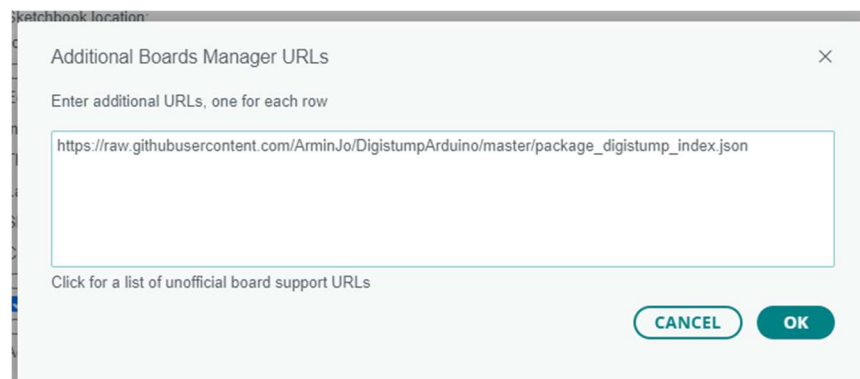 Sketchbook location:
Additional Boards Manager URLs
Enter additional URLs, one for each row
https://raw.githubusercontent.com/ArminJo/DigistumpArduino/master/package_digistump_index.json
Click for a list of unofficial board support URLs
CANCEL
OK